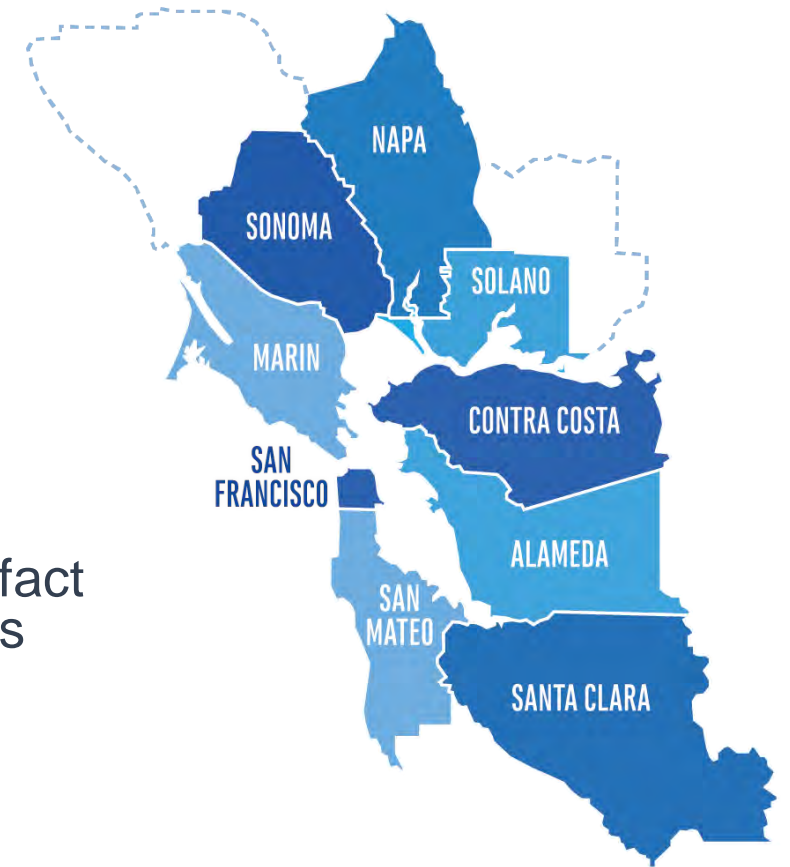 NAPA
SONOMA
SOLANO
MARIN
CONTRA COSTA
SAN
FRANCISCO
ALAMEDA
fact
s
SAN
MATEO
SANTA CLARA